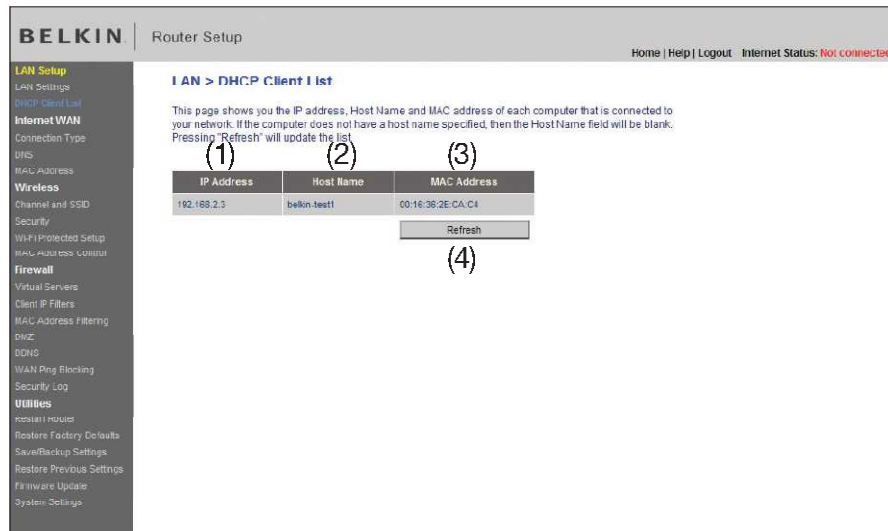 BELKIN
Router Setup
Home | Help | Logout Internet Status: Not connected
LAN Setup
LAN Settings
DHCP Client List
Internet WAN
Connection Type
DNS
MAC Address
Wireless
Channel and SSID
Security
Wi-Fi Protected Setup
MAC Address Control
Firewall
Virtual Servers
Client IP Filters
MAC Address Filtering
DMZ
DDNS
WAN Ping Blocking
Security Log
Utilities
Restart Router
Restore Factory Defaults
Save/Backup Settings
Restore Previous Settings
Firmware Update
System Settings
LAN > DHCP Client List
This page shows you the IP address, Host Name and MAC address of each computer that is connected to
your network. If the computer does not have a host name specified, then the Host Name field will be blank.
Pressing "Refresh" will update the list
(1) (2) (3)
IP Address Host Name MAC Address
192.168.2.3 belkin-test1 00:16:36:2E:CA:C4
Refresh
(4)